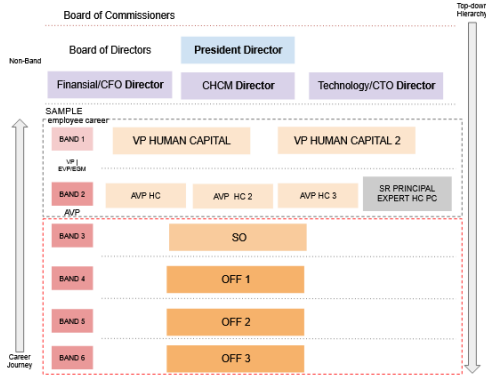 Board of Commissioners
Top-down
Hierarchy
Non-Band
Board of Directors
President Director
Finansial/CFO Director
CHCM Director
Technology/CTO Director
SAMPLE
employee career
BAND 1
VP HUMAN CAPITAL
VP HUMAN CAPITAL 2
VP |
EVP/EGM
BAND 2
AVP HC
AVP HC 2
AVP HC 3
SR PRINCIPAL
EXPERT HC PC
AVP
BAND 3
SO
BAND 4
OFF 1
BAND 5
OFF 2
BAND 6
OFF 3
Career
Journey